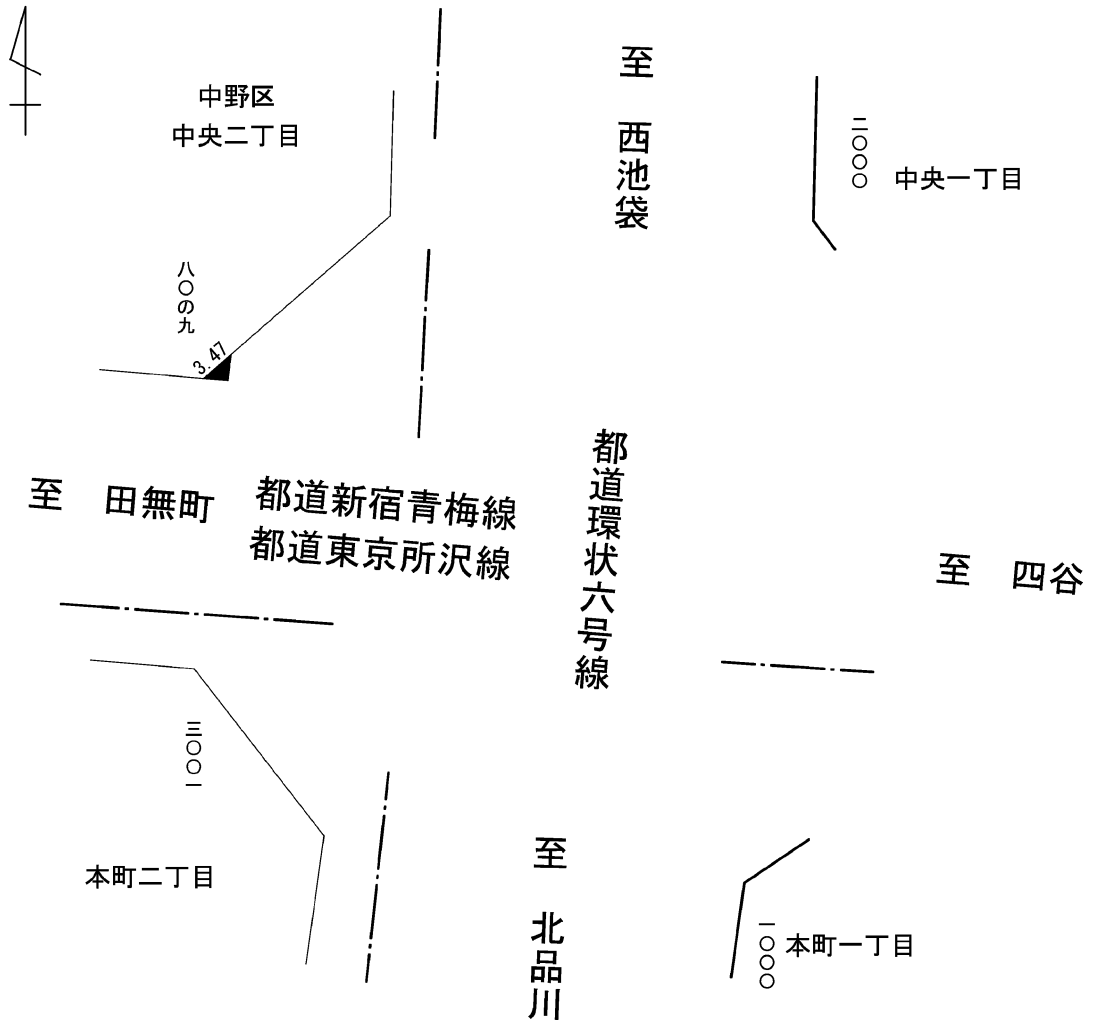 中野区
中央二丁目
至　西池袋
二〇〇〇
中央一丁目
八〇の九
3.47
至　田無町
都道新宿青梅線
都道東京所沢線
都道環状六号線
至　四谷
三〇〇一
本町二丁目
至　北品川
一〇〇〇
本町一丁目